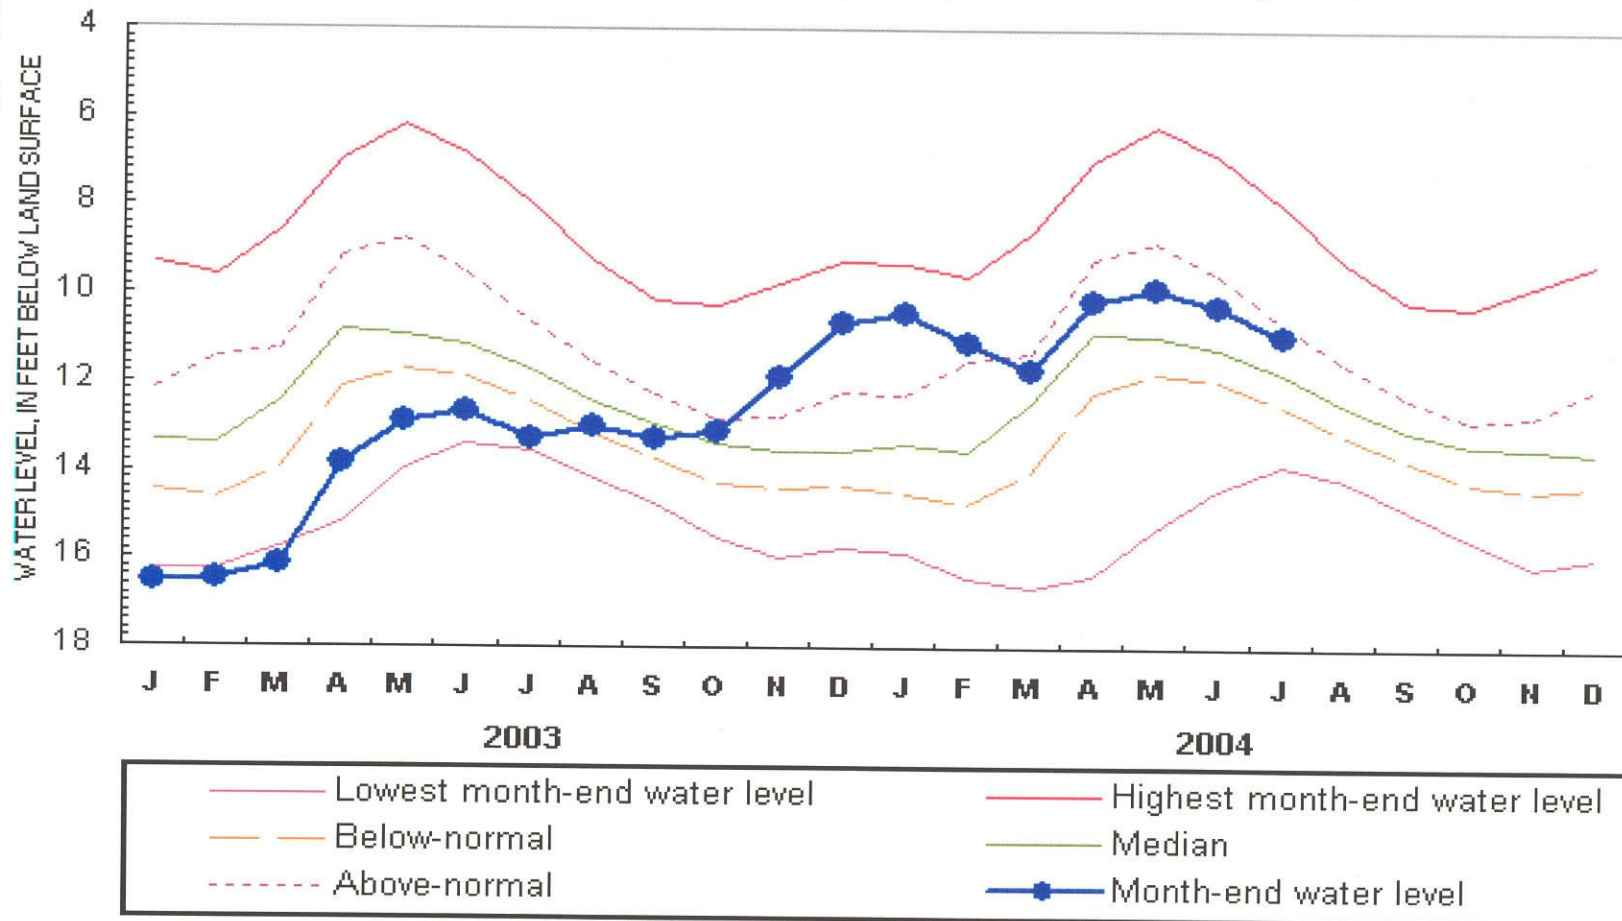 WATER LEVEL, IN FEET BELOW LAND SURFACE
4
6
8
10
12
14
16
18
J F M A M J J A S O N D J F M A M J J A S O N D
2003 2004
Lowest month-end water level
Highest month-end water level
Below-normal
Median
Above-normal
Month-end water level